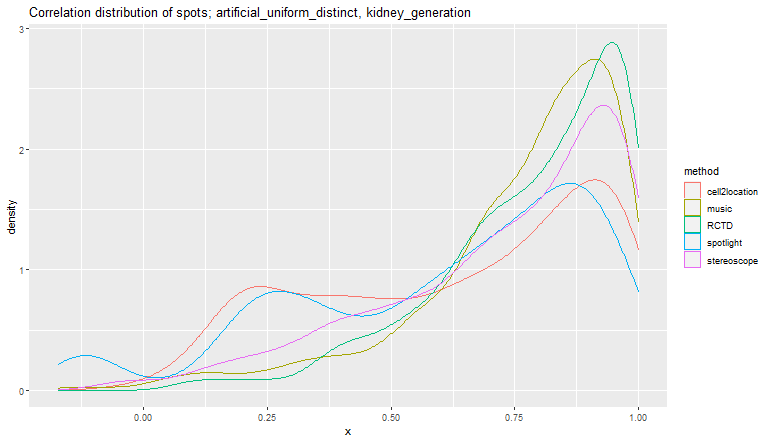 Correlation distribution of spots; artificial_uniform_distinct, kidney_generation
3
2
1
0
density
0.00
0.25
0.50
0.75
1.00
x
method
cell2location
music
RCTD
spotlight
stereoscope